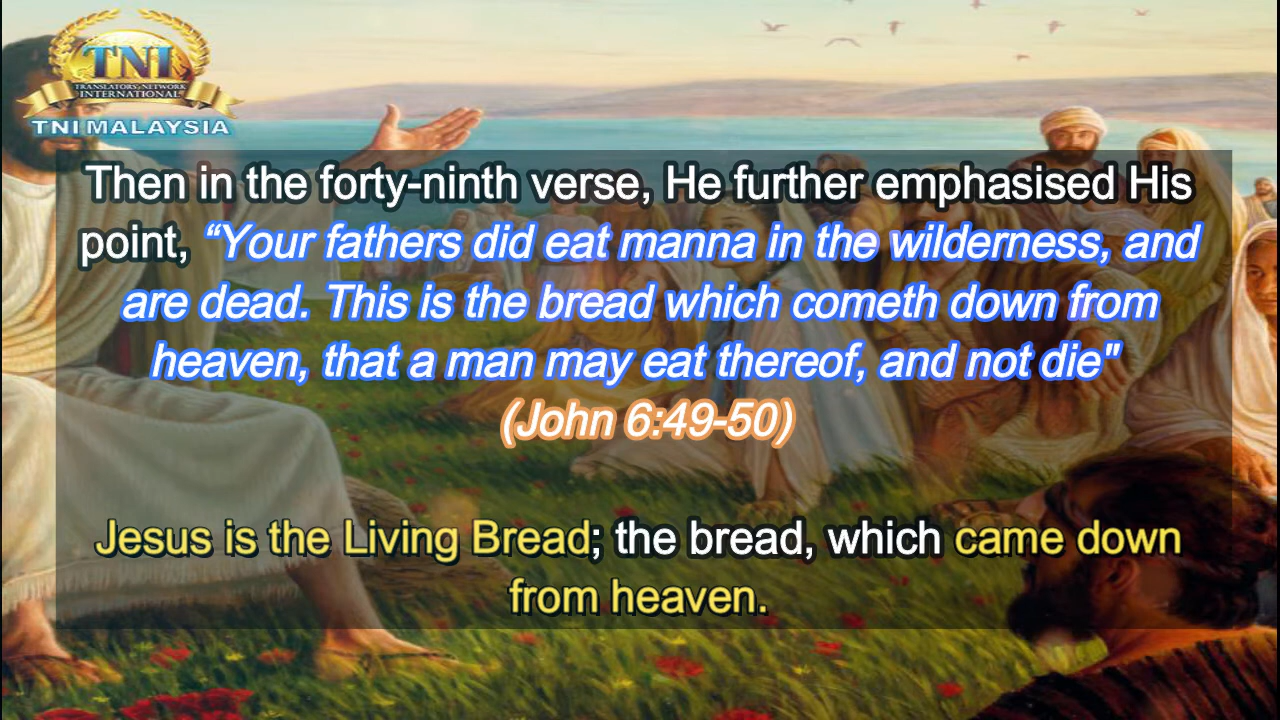 TNI
TRANSLATORS' NETWORK
INTERNATIONAL
TNI MALAYSIA
Then in the forty-ninth verse, He further emphasised His
point, “Your fathers did eat manna in the wilderness, and
are dead. This is the bread which cometh down from
heaven, that a man may eat thereof, and not die"
(John 6:49-50)
Jesus is the Living Bread; the bread, which came down
from heaven.